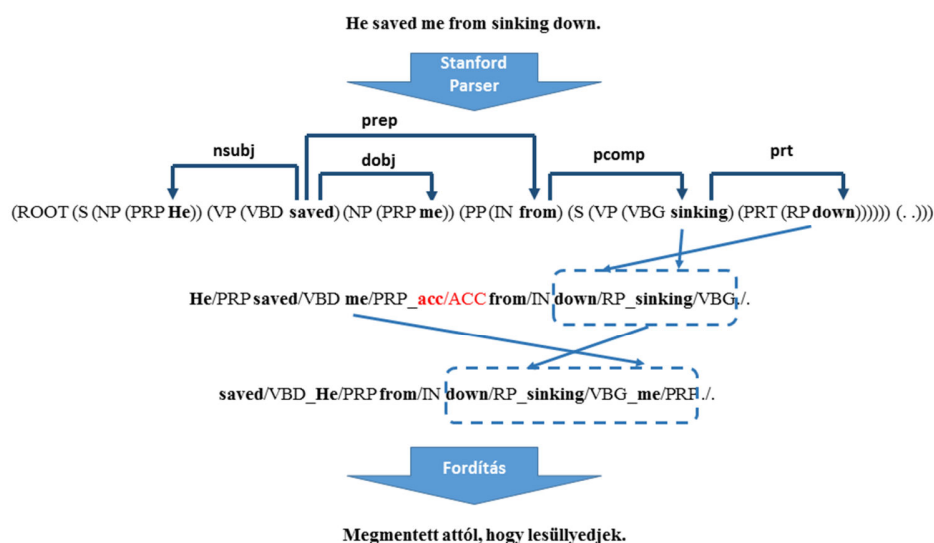 He saved me from sinking down.
Stanford
Parser
prep
nsubj
dobj
pcomp
prt
(ROOT (S (NP (PRP He)) (VP (VBD saved) (NP (PRP me)) (PP (IN from) (S (VP (VBG sinking) (PRT (RP down)))))) (. .)))
He/PRP saved/VBD me/PRP_acc/ACC from/IN down/RP_sinking/VBG ./.
saved/VBD_He/PRP from/IN down/RP_sinking/VBG_me/PRP ./.
Fordítás
Megmentett attól, hogy lesüllyedjek.